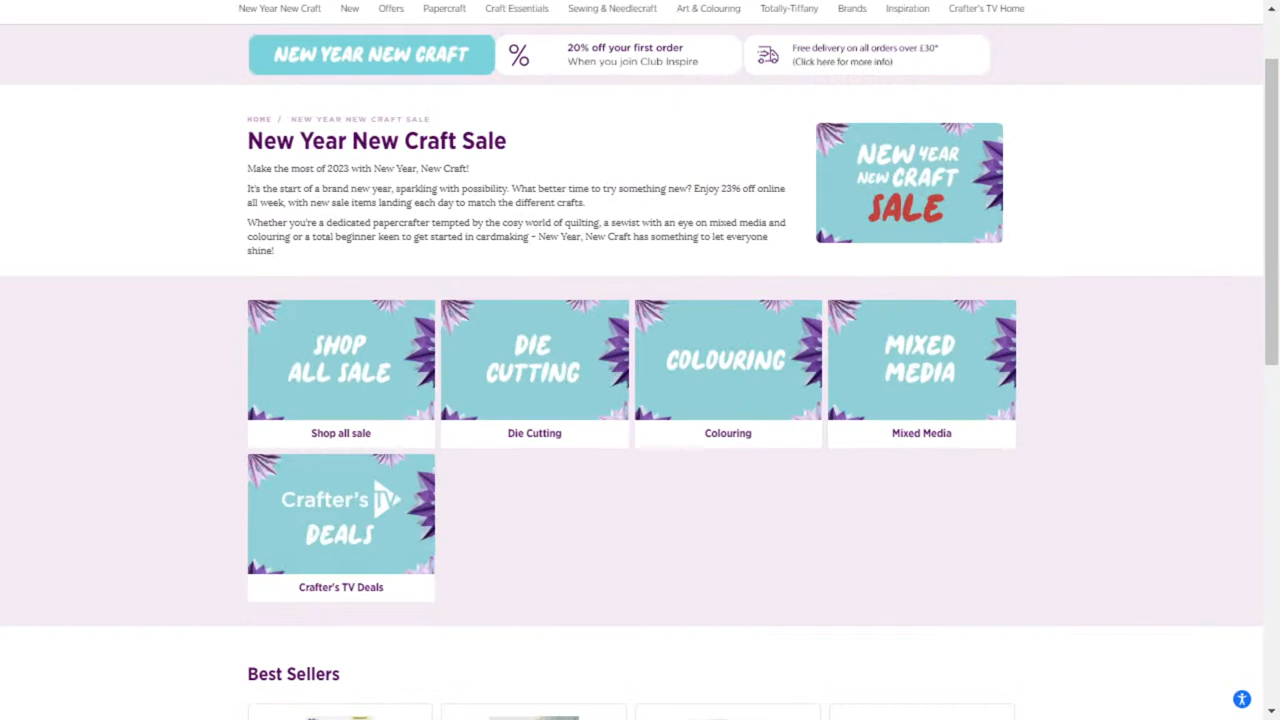 New Year New Craft New Offers Papercraft Craft Essentials Sewing & Needlecraft Art & Colouring Totally-Tiffany Brands Inspiration Crafter's TV Home
NEW YEAR NEW CRAFT
20% off your first order
When you join Club Inspire
Free delivery on all orders over £30*
(Click here for more info)
HOME / NEW YEAR NEW CRAFT SALE
New Year New Craft Sale
Make the most of 2023 with New Year, New Craft!
It's the start of a brand new year, sparkling with possibility. What better time to try something new? Enjoy 23% off online
all week, with new sale items landing each day to match the different crafts.
Whether you're a dedicated papercrafter tempted by the cosy world of quilting, a sewist with an eye on mixed media and
colouring or a total beginner keen to get started in cardmaking – New Year, New Craft has something to let everyone
shine!
NEW YEAR
NEW CRAFT
SALE
SHOP
ALL SALE
Shop all sale
DIE
CUTTING
Die Cutting
COLOURING
Colouring
MIXED
MEDIA
Mixed Media
Crafter's TV
DEALS
Crafter's TV Deals
Best Sellers